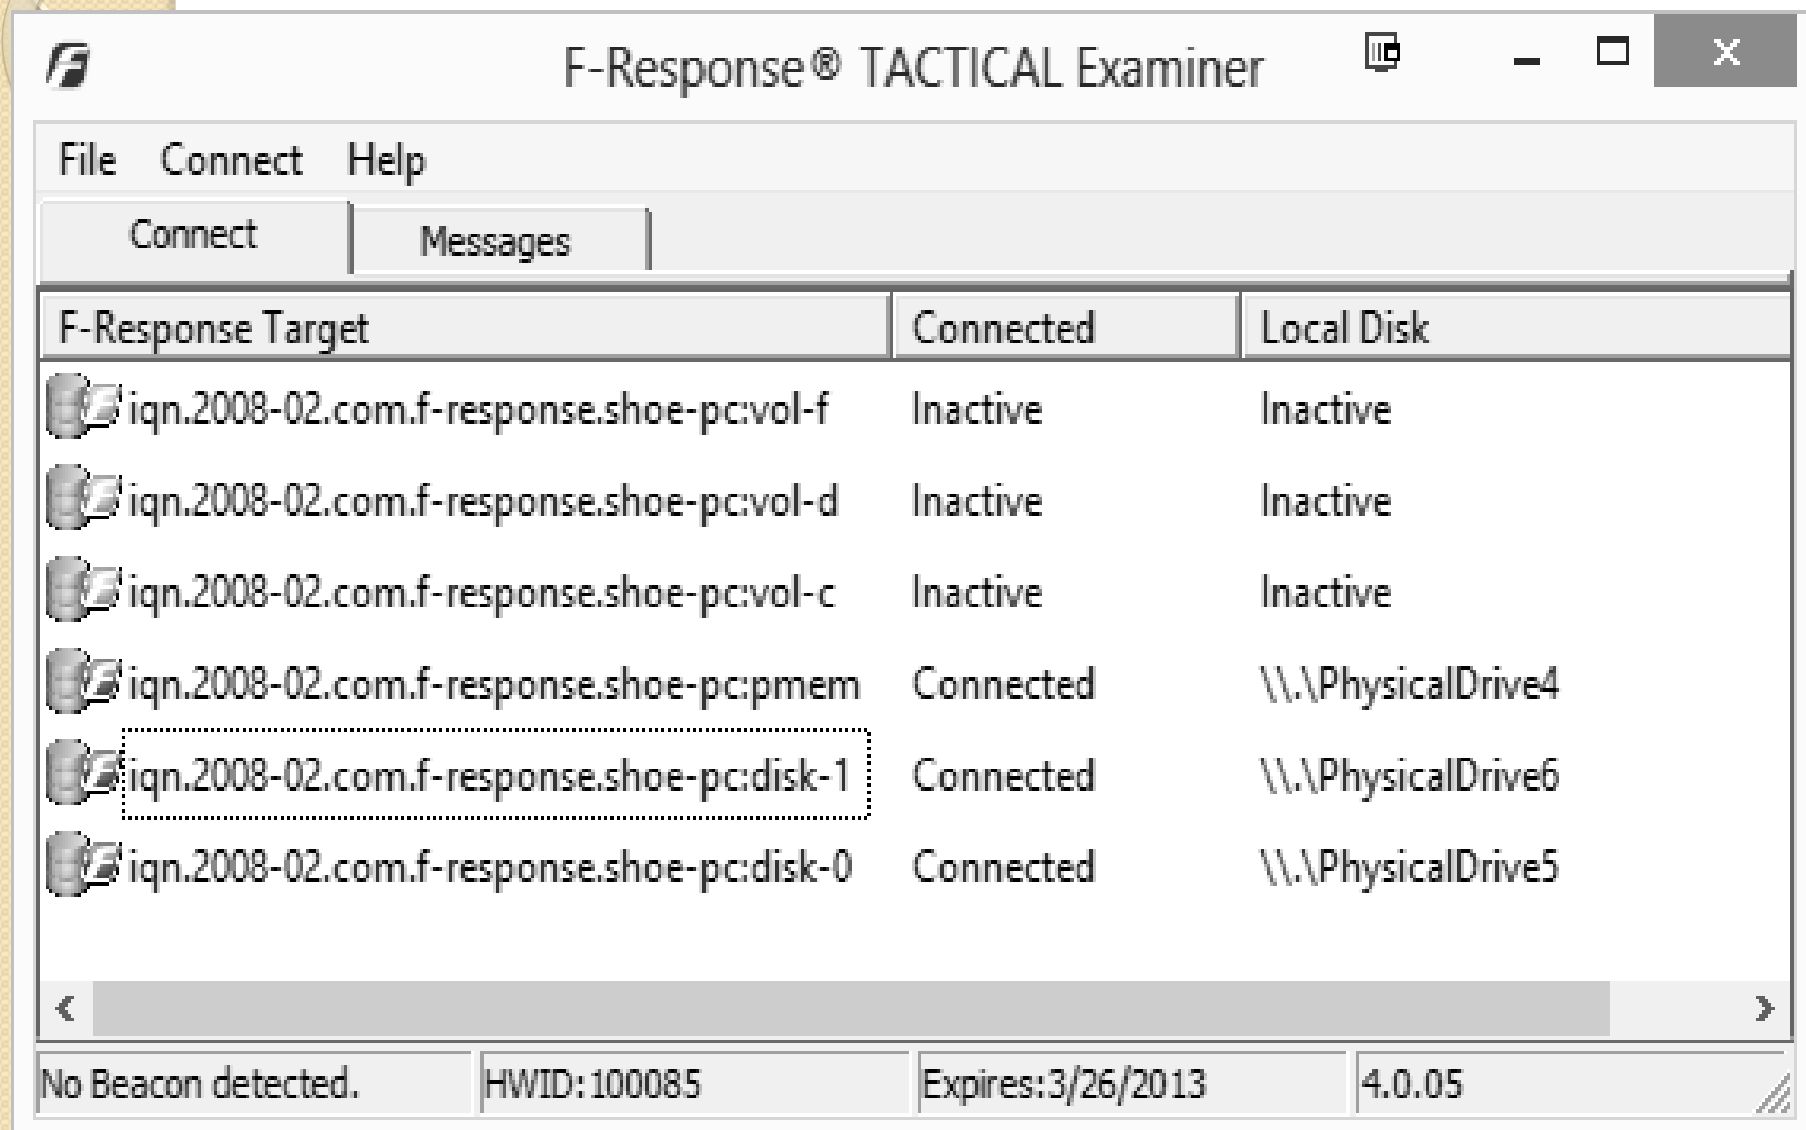 F-Response® TACTICAL Examiner
File Connect Help
Connect Messages
F-Response Target Connected Local Disk
iqn.2008-02.com.f-response.shoe-pc:vol-f Inactive Inactive
iqn.2008-02.com.f-response.shoe-pc:vol-d Inactive Inactive
iqn.2008-02.com.f-response.shoe-pc:vol-c Inactive Inactive
iqn.2008-02.com.f-response.shoe-pc:pmem Connected \\.\PhysicalDrive4
iqn.2008-02.com.f-response.shoe-pc:disk-1 Connected \\.\PhysicalDrive6
iqn.2008-02.com.f-response.shoe-pc:disk-0 Connected \\.\PhysicalDrive5
No Beacon detected. HWID:100085 Expires:3/26/2013 4.0.05